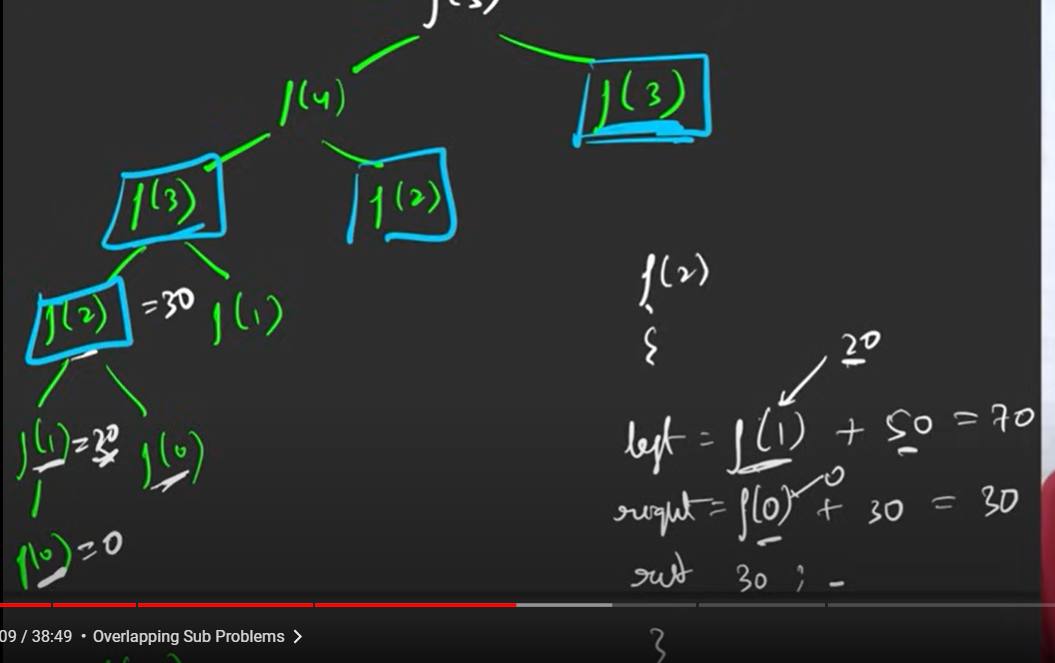 f(5)
f(4)
f(3)
f(3)
f(2)
f(2) = 30
f(1)
f(1) = 20
f(0)
f(0) = 0
f(2)
{
20
left = f(1) + 50 = 70
0
right = f(0) + 30 = 30
ret 30 ;
}
09 / 38:49 • Overlapping Sub Problems >